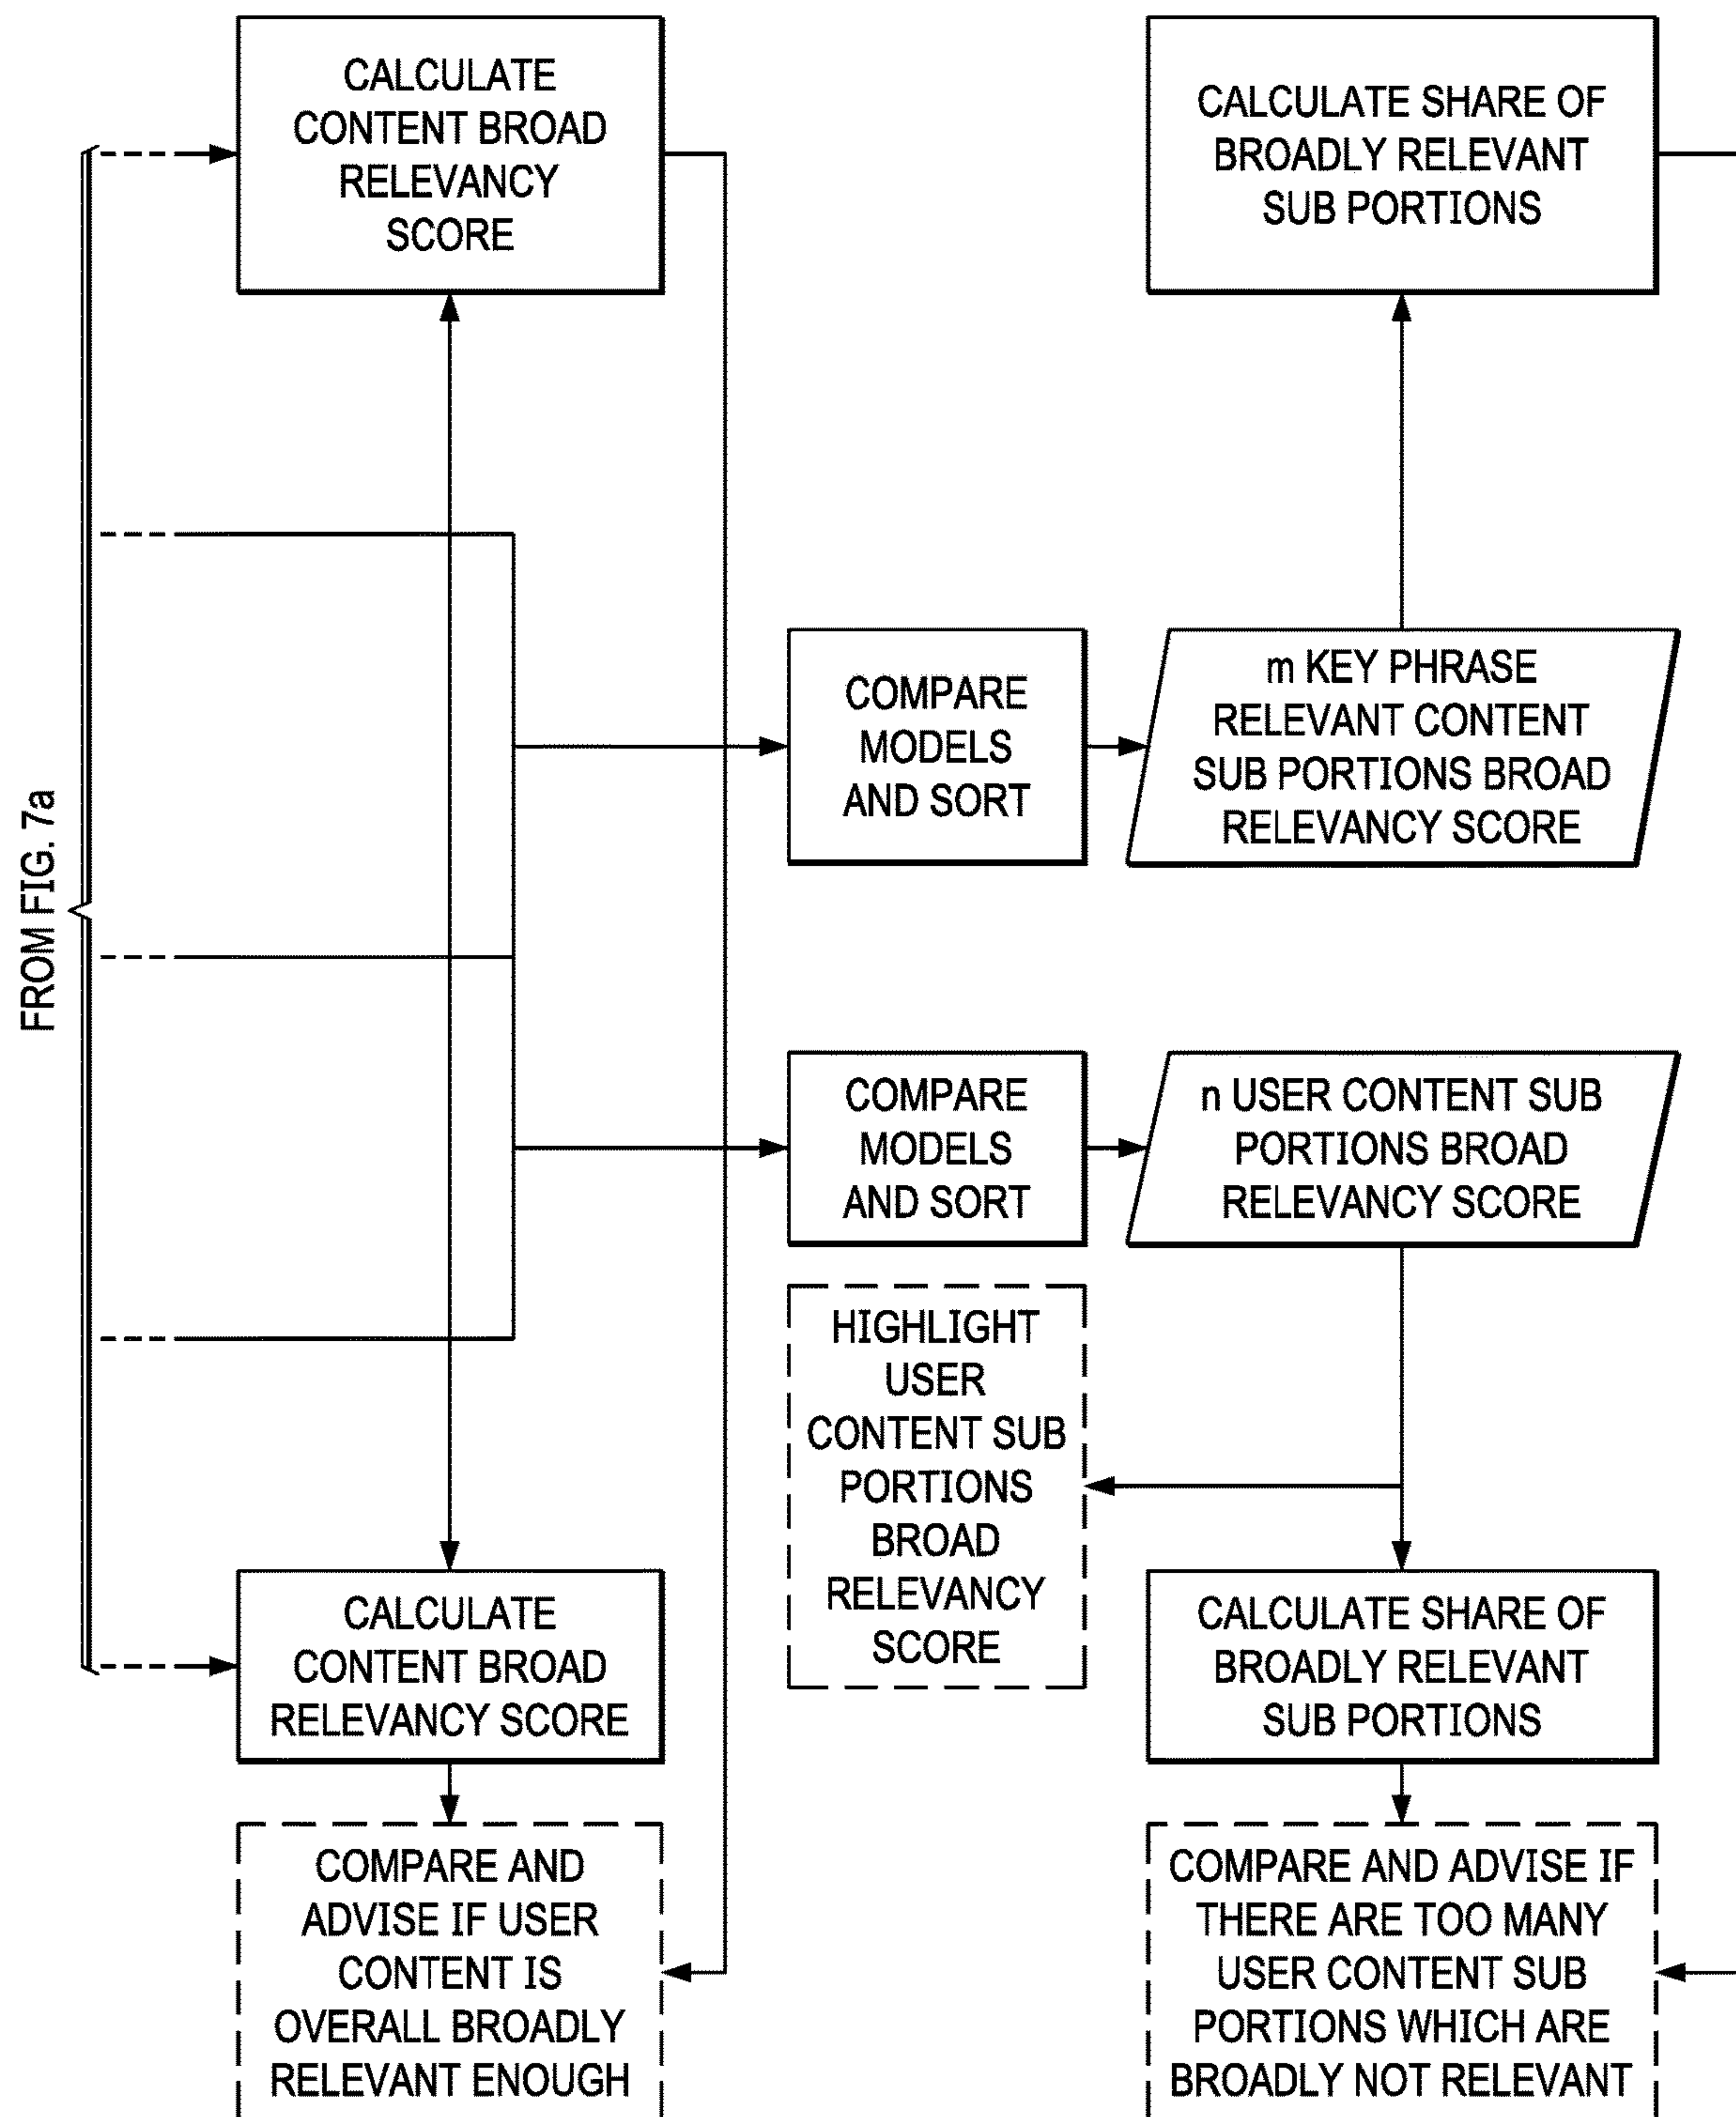 CALCULATE
CONTENT BROAD
RELEVANCY
SCORE
CALCULATE SHARE OF
BROADLY RELEVANT
SUB PORTIONS
FROM FIG. 7a
COMPARE
MODELS
AND SORT
m KEY PHRASE
RELEVANT CONTENT
SUB PORTIONS BROAD
RELEVANCY SCORE
COMPARE
MODELS
AND SORT
n USER CONTENT SUB
PORTIONS BROAD
RELEVANCY SCORE
HIGHLIGHT
USER
CONTENT SUB
PORTIONS
BROAD
RELEVANCY
SCORE
CALCULATE
CONTENT BROAD
RELEVANCY SCORE
CALCULATE SHARE OF
BROADLY RELEVANT
SUB PORTIONS
COMPARE AND
ADVISE IF USER
CONTENT IS
OVERALL BROADLY
RELEVANT ENOUGH
COMPARE AND ADVISE IF
THERE ARE TOO MANY
USER CONTENT SUB
PORTIONS WHICH ARE
BROADLY NOT RELEVANT